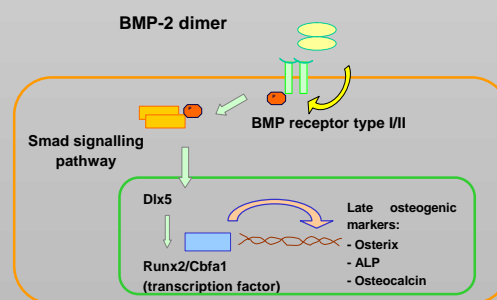 BMP-2 dimer
BMP receptor type I/II
Smad signalling
pathway
Dlx5
Runx2/Cbfa1
(transcription factor)
Late osteogenic
markers:
- Osterix
- ALP
- Osteocalcin